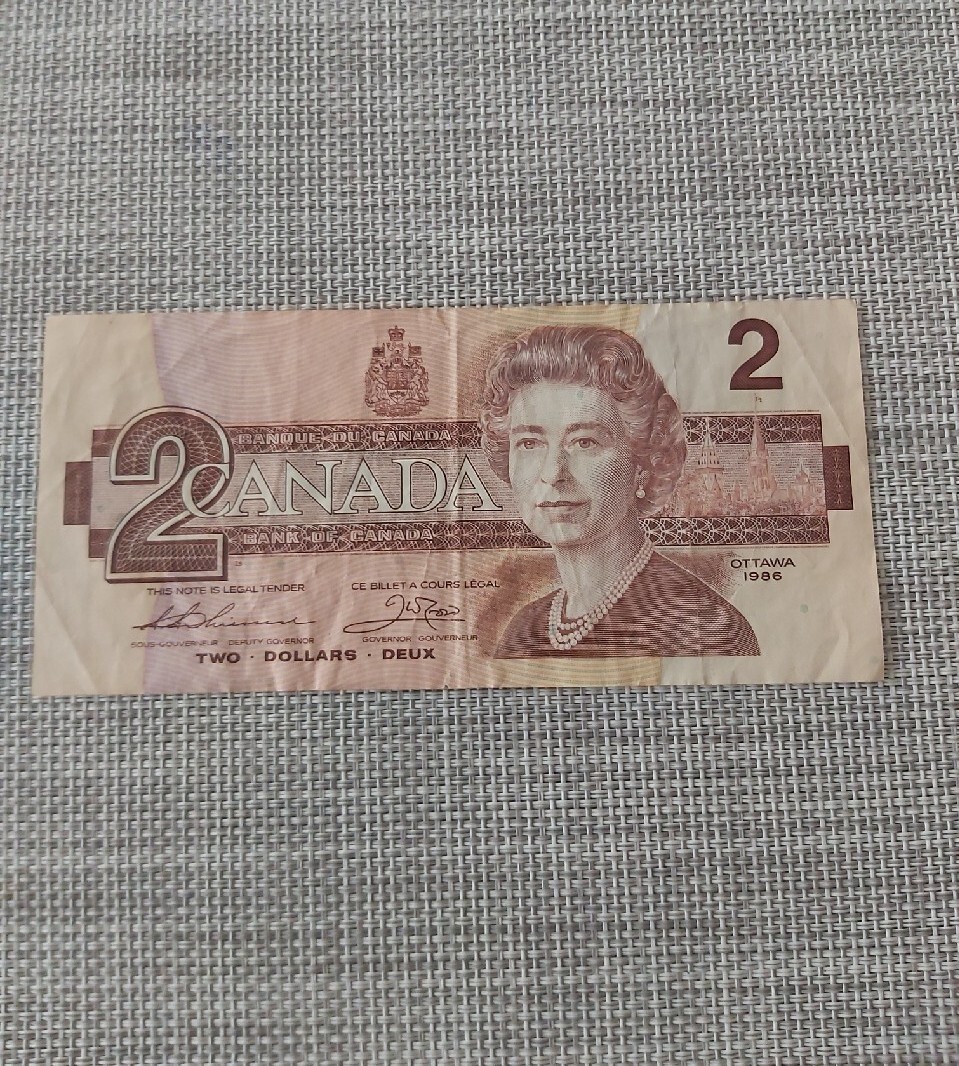 2
BANQUE DU CANADA
2 CANADA
BANK OF CANADA
OTTAWA
1986
THIS NOTE IS LEGAL TENDER
CE BILLET A COURS LÉGAL
SOUS-GOUVERNEUR DEPUTY-GOVERNOR
GOVERNOR GOUVERNEUR
TWO · DOLLARS · DEUX